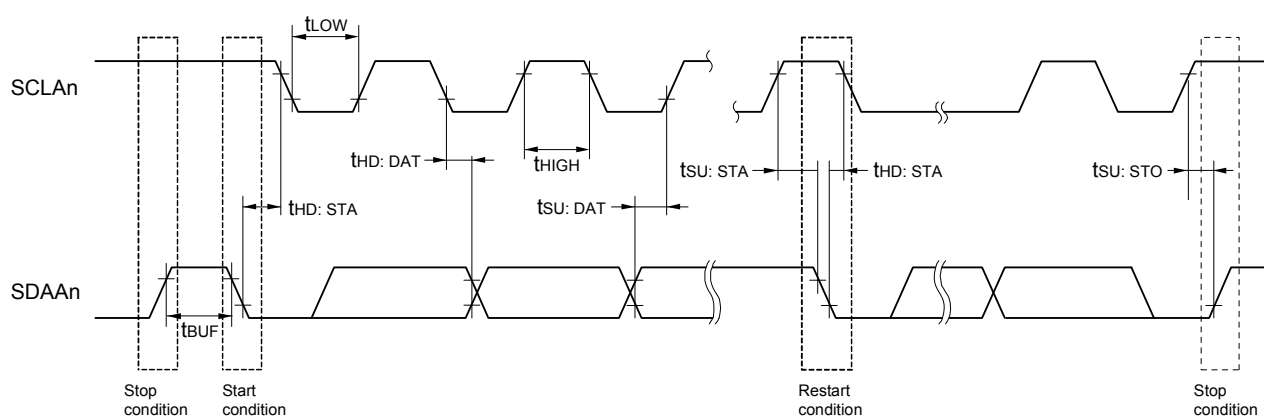 tLOW
SCLAn
tHD: DAT
tHIGH
tSU: STA
tHD: STA
tSU: STO
tHD: STA
tSU: DAT
SDAAn
tBUF
Stop
condition
Start
condition
Restart
condition
Stop
condition